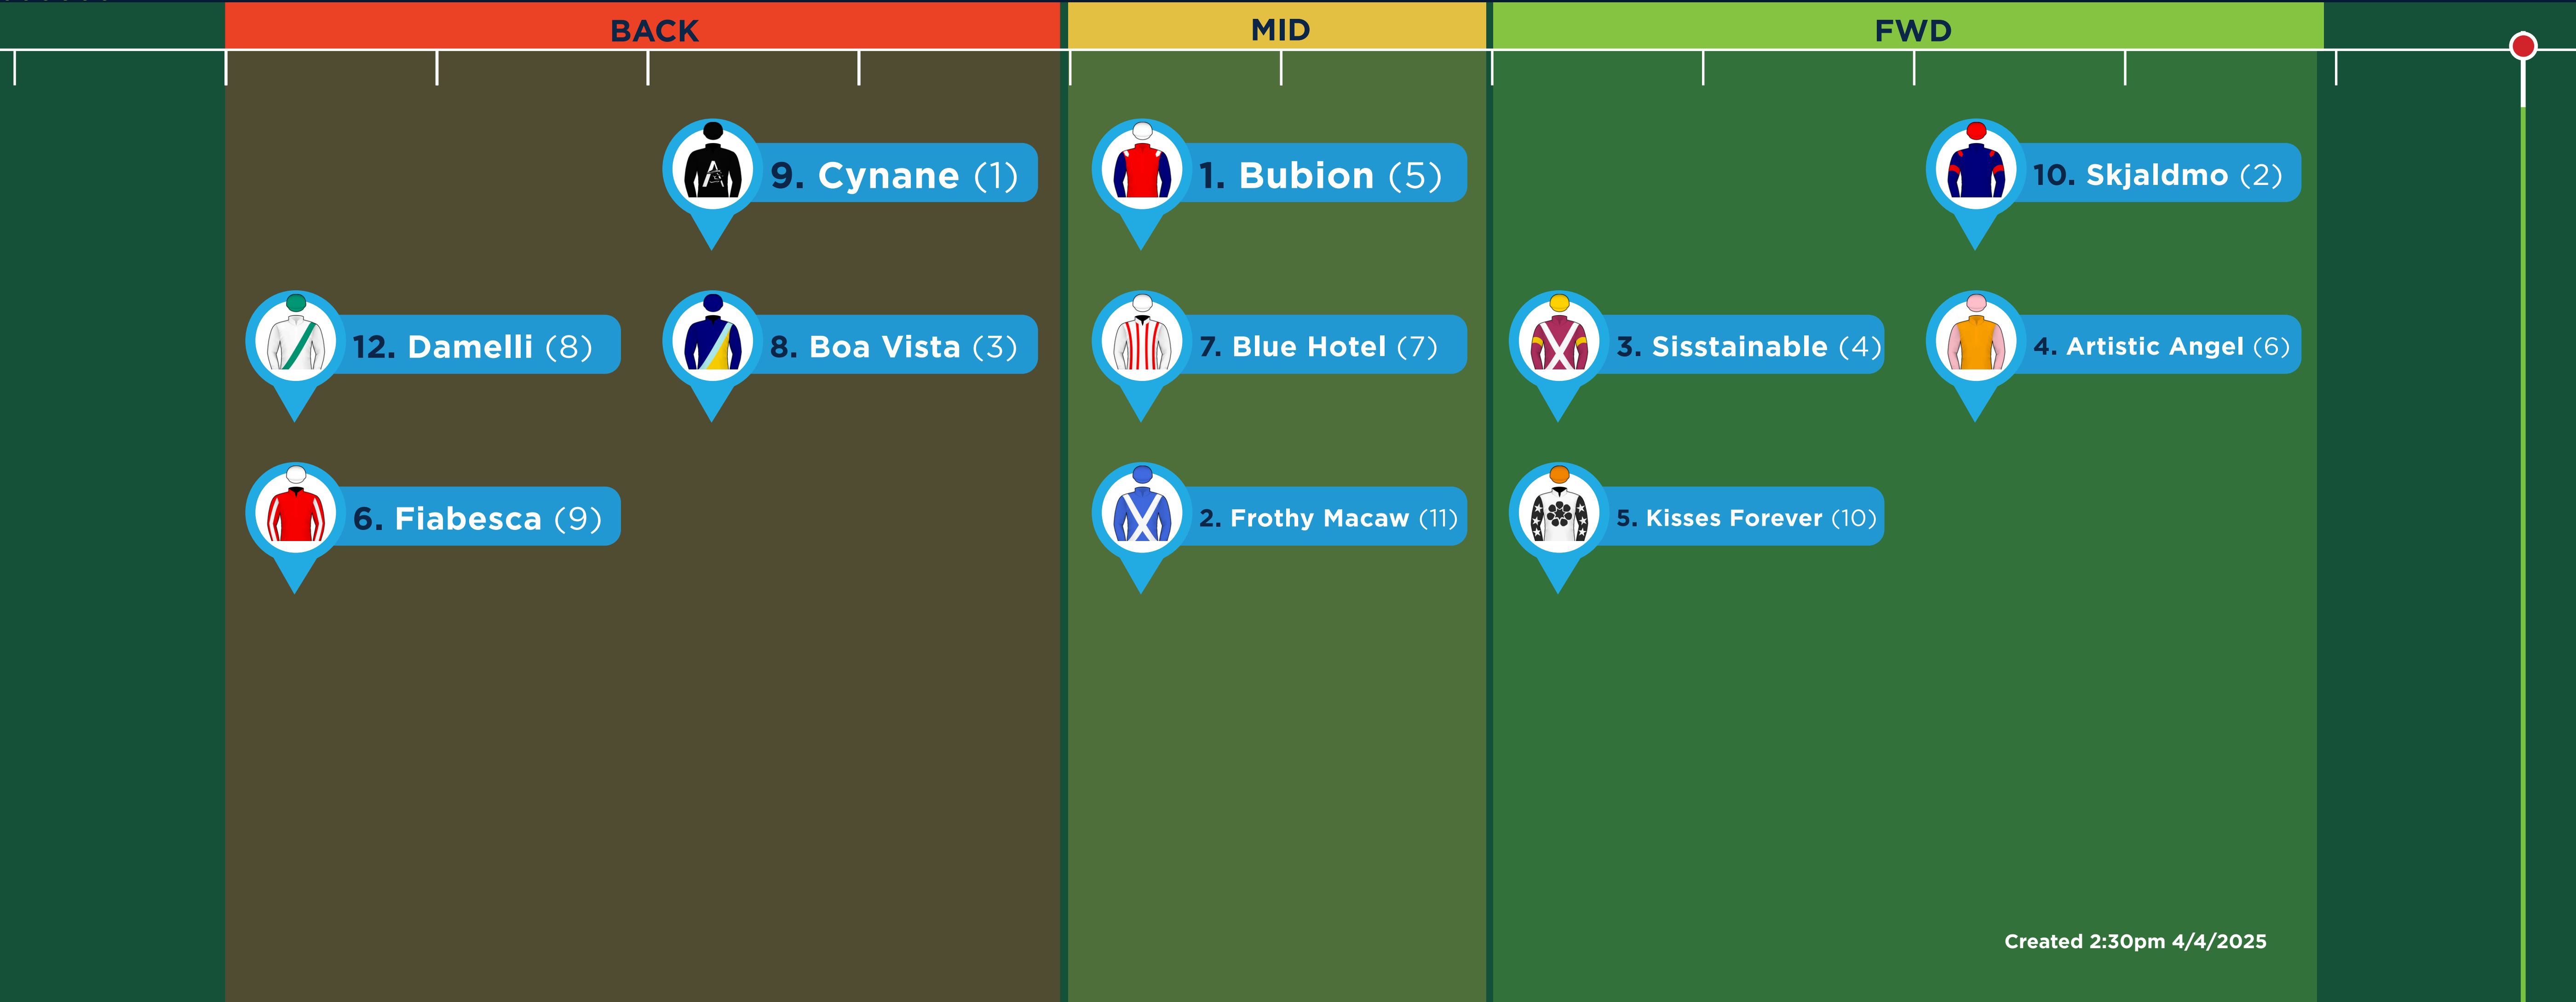 BACK
MID
FWD
9. Cynane (1)
1. Bubion (5)
10. Skjaldmo (2)
12. Damelli (8)
8. Boa Vista (3)
7. Blue Hotel (7)
3. Sisstainable (4)
4. Artistic Angel (6)
6. Fiabesca (9)
2. Frothy Macaw (11)
5. Kisses Forever (10)
Created 2:30pm 4/4/2025